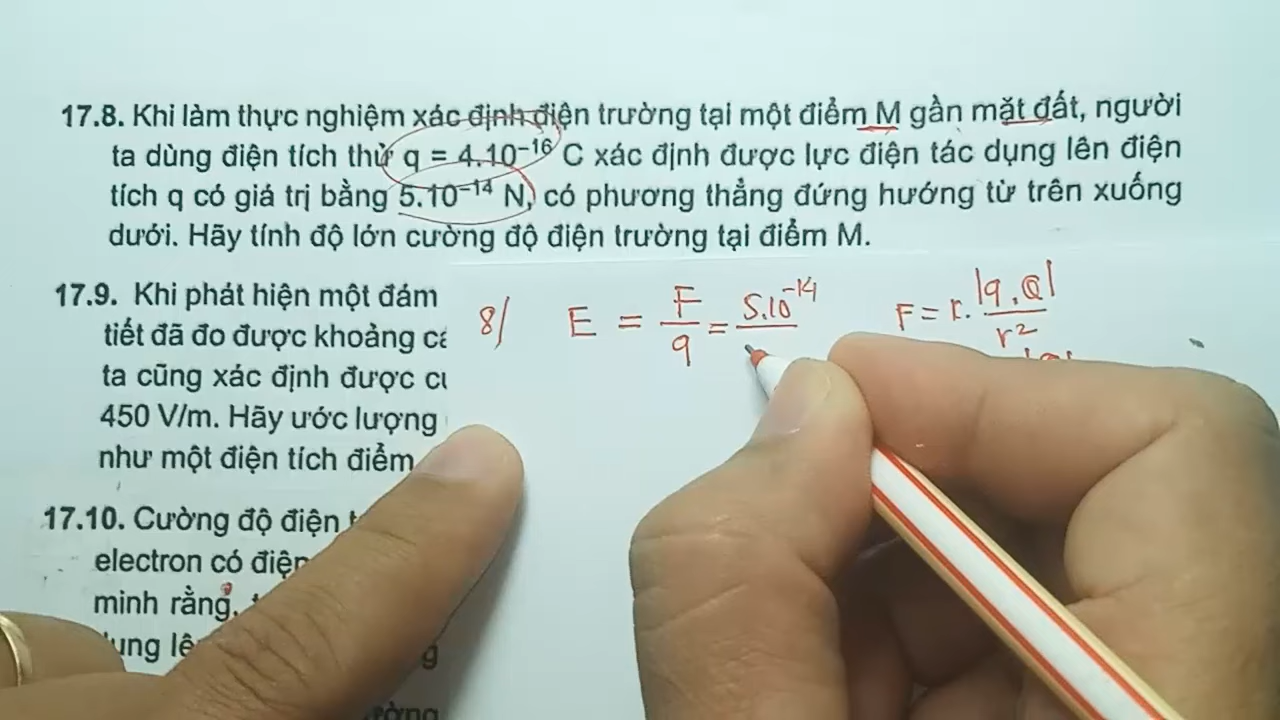 17.8. Khi làm thực nghiệm xác định điện trường tại một điểm M gần mặt đất, người
ta dùng điện tích thử q = 4.10⁻¹⁶ C xác định được lực điện tác dụng lên điện
tích q có giá trị bằng 5.10⁻¹⁴ N, có phương thẳng đứng hướng từ trên xuống
dưới. Hãy tính độ lớn cường độ điện trường tại điểm M.
17.9. Khi phát hiện một đám
tiết đã đo được khoảng
ta cũng xác định được
450 V/m. Hãy ước lượng
như một điện tích điểm
17.10. Cường độ điện
electron có điện
minh rằng,
8/ E = F/q = 5.10⁻¹⁴
F = k. |q.Q|/r²